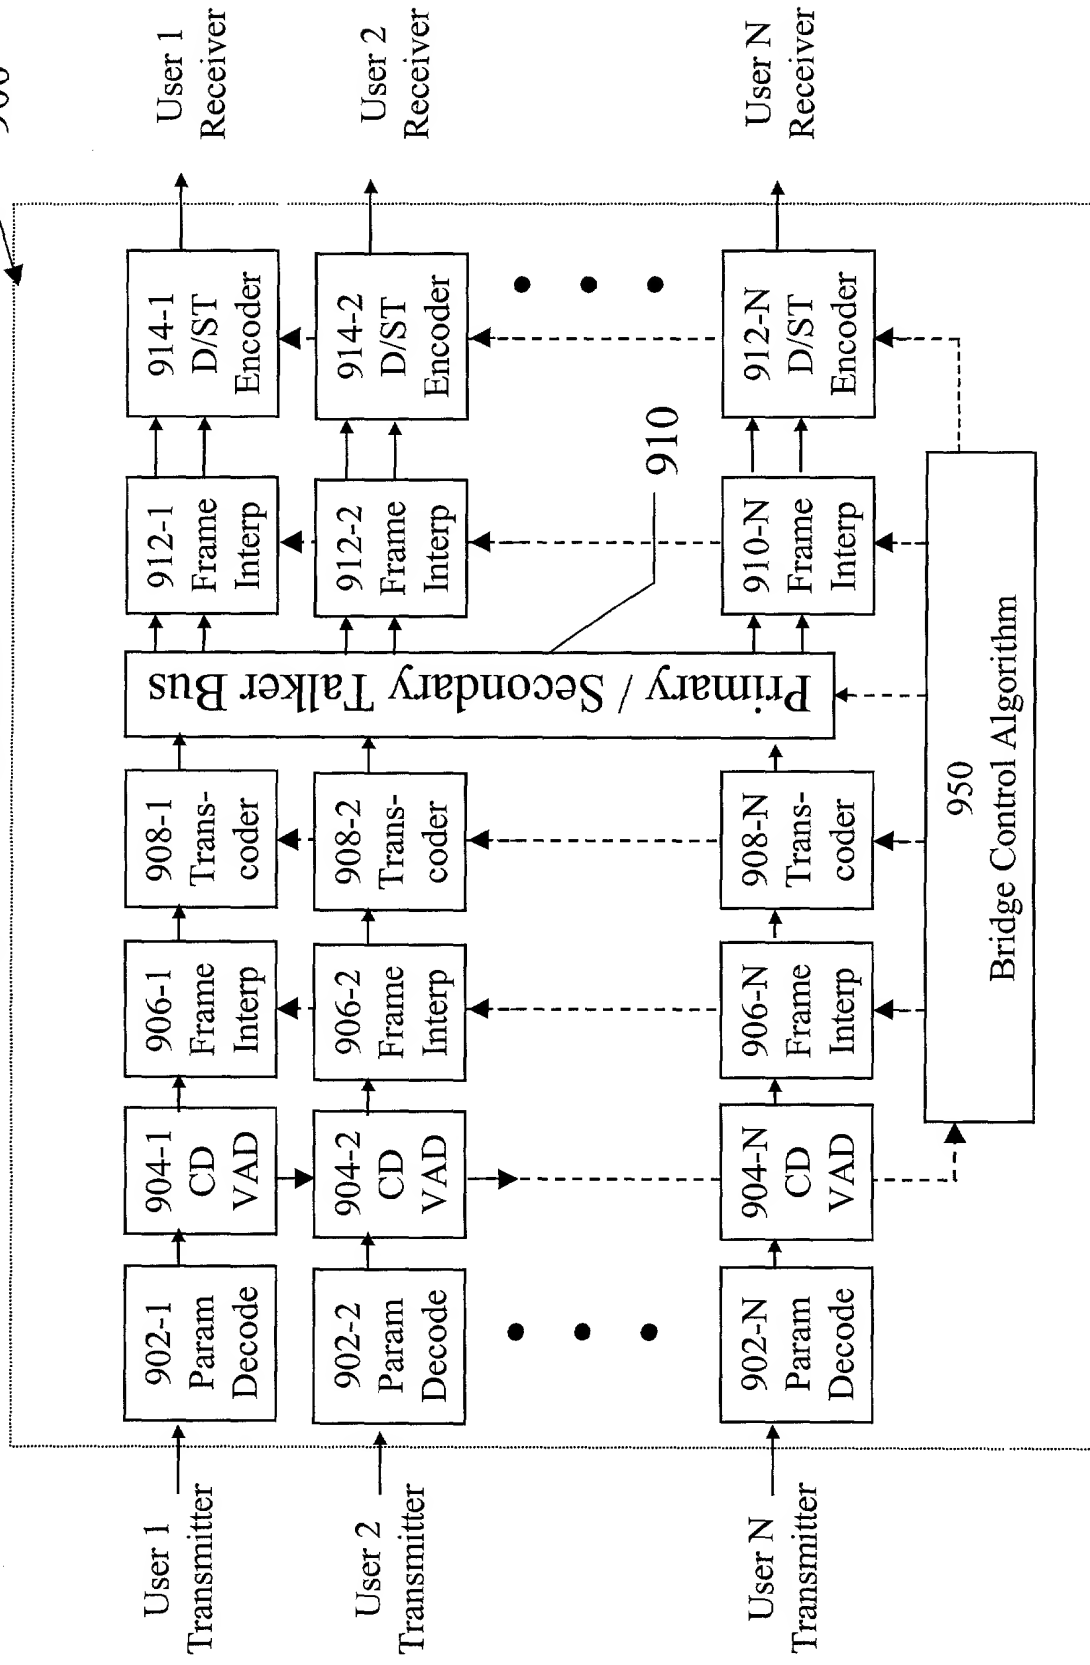 User 1
Transmitter
902-1
Param
Decode
904-1
CD
VAD
906-1
Frame
Interp
908-1
Trans-
coder
Primary / Secondary Talker Bus
912-1
Frame
Interp
914-1
D/ST
Encoder
User 1
Receiver
User 2
Transmitter
902-2
Param
Decode
904-2
CD
VAD
906-2
Frame
Interp
908-2
Trans-
coder
912-2
Frame
Interp
914-2
D/ST
Encoder
User 2
Receiver
910
User N
Transmitter
902-N
Param
Decode
904-N
CD
VAD
906-N
Frame
Interp
908-N
Trans-
coder
910-N
Frame
Interp
912-N
D/ST
Encoder
User N
Receiver
950
Bridge Control Algorithm